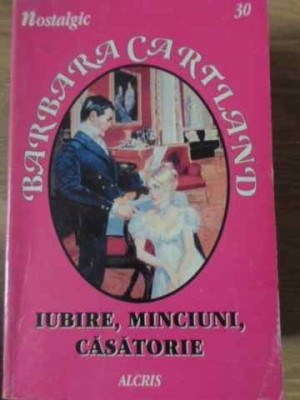 nostalgic
30
BARBARA CARTLAND
IUBIRE, MINCIUNI,
CĂSĂTORIE
ALCRIS